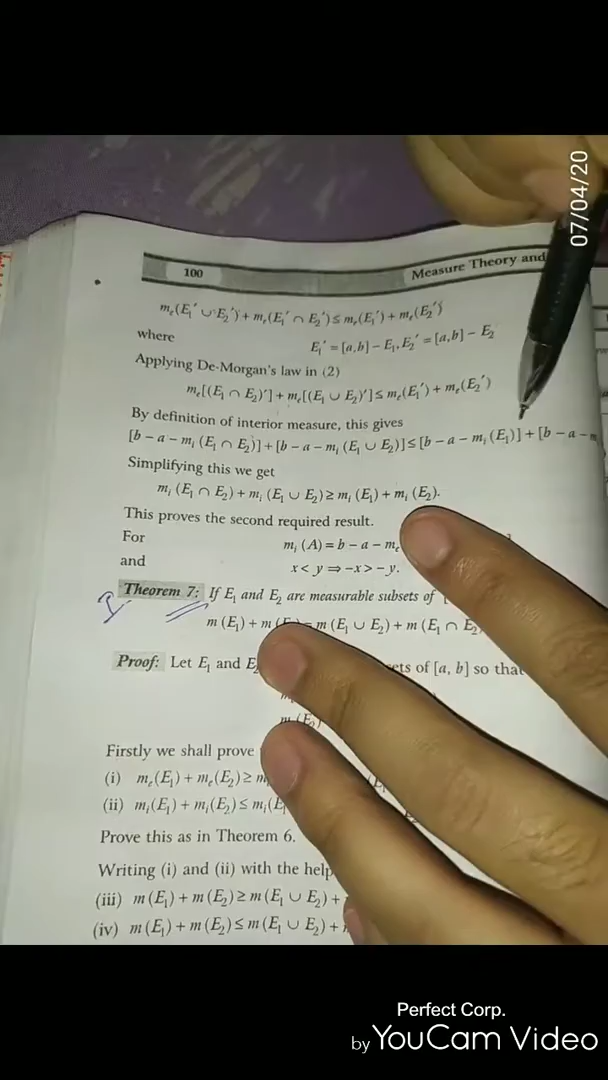 07/04/20
100
Measure Theory and
mₑ(E₁′ ∪ E₂′) + mₑ(E₁′ ∩ E₂′) ≤ mₑ(E₁′) + mₑ(E₂′)
where E₁′ = [a,b] – E₁, E₂′ = [a,b] – E₂
Applying De-Morgan's law in (2)
mₑ[(E₁ ∩ E₂)′] + mₑ[(E₁ ∪ E₂)′] ≤ mₑ(E₁′) + mₑ(E₂′)
By definition of interior measure, this gives
[b – a – mᵢ (E₁ ∩ E₂)] + [b – a – mᵢ (E₁ ∪ E₂)] ≤ [b – a – mᵢ (E₁)] + [b – a –
Simplifying this we get
mᵢ (E₁ ∩ E₂) + mᵢ (E₁ ∪ E₂) ≥ mᵢ (E₁) + mᵢ (E₂).
This proves the second required result.
For mᵢ (A) = b – a – mₑ
and x < y ⇒ –x > – y.
Theorem 7: If E₁ and E₂ are measurable subsets of
m (E₁) + m = m (E₁ ∪ E₂) + m (E₁ ∩ E₂)
Proof: Let E₁ and of [a, b] so that
Firstly we shall prove
(i) mₑ(E₁) + mₑ(E₂) ≥
(ii) mᵢ(E₁) + mᵢ(E₂) ≤
Prove this as in Theorem 6.
Writing (i) and (ii) with the help
(iii) m (E₁) + m (E₂) ≥ m (E₁ ∪ E₂) +
(iv) m (E₁) + m (E₂) ≤ m (E₁ ∪ E₂) +
Perfect Corp.
by YouCam Video